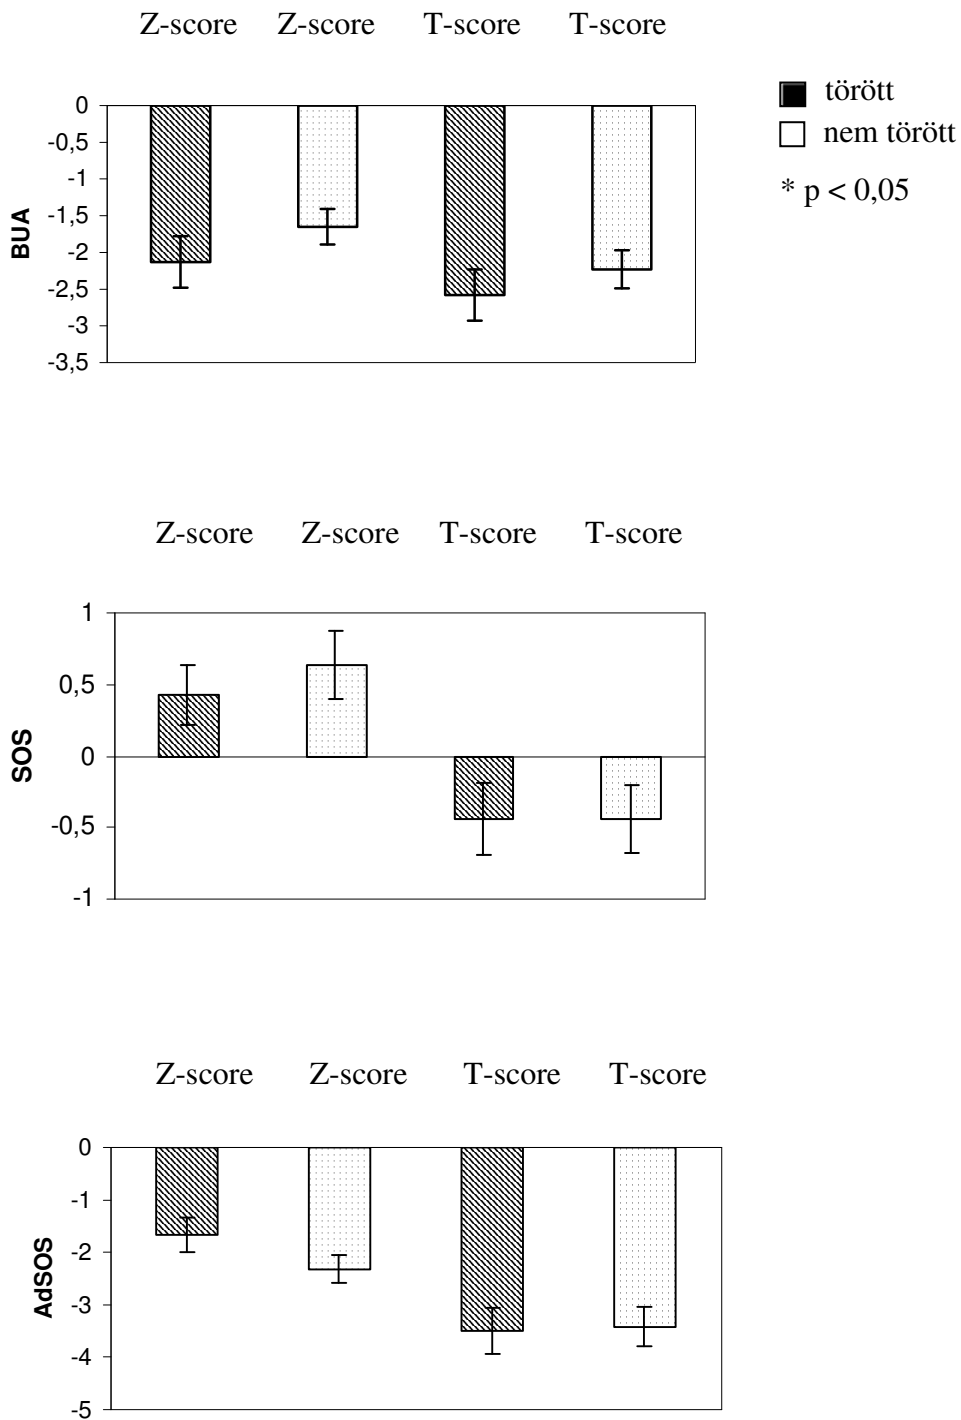 Z-score Z-score T-score T-score
törött
nem törött
* p < 0,05
0
-0,5
-1
-1,5
-2
-2,5
-3
-3,5
BUA
Z-score Z-score T-score T-score
1
0,5
0
-0,5
-1
SOS
Z-score Z-score T-score T-score
0
-1
-2
-3
-4
-5
AdSOS